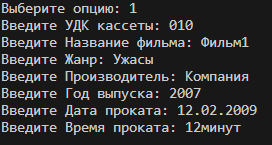 Выберите опцию: 1
Введите УДК кассеты: 010
Введите Название фильма: Фильм1
Введите Жанр: Ужасы
Введите Производитель: Компания
Введите Год выпуска: 2007
Введите Дата проката: 12.02.2009
Введите Время проката: 12минут